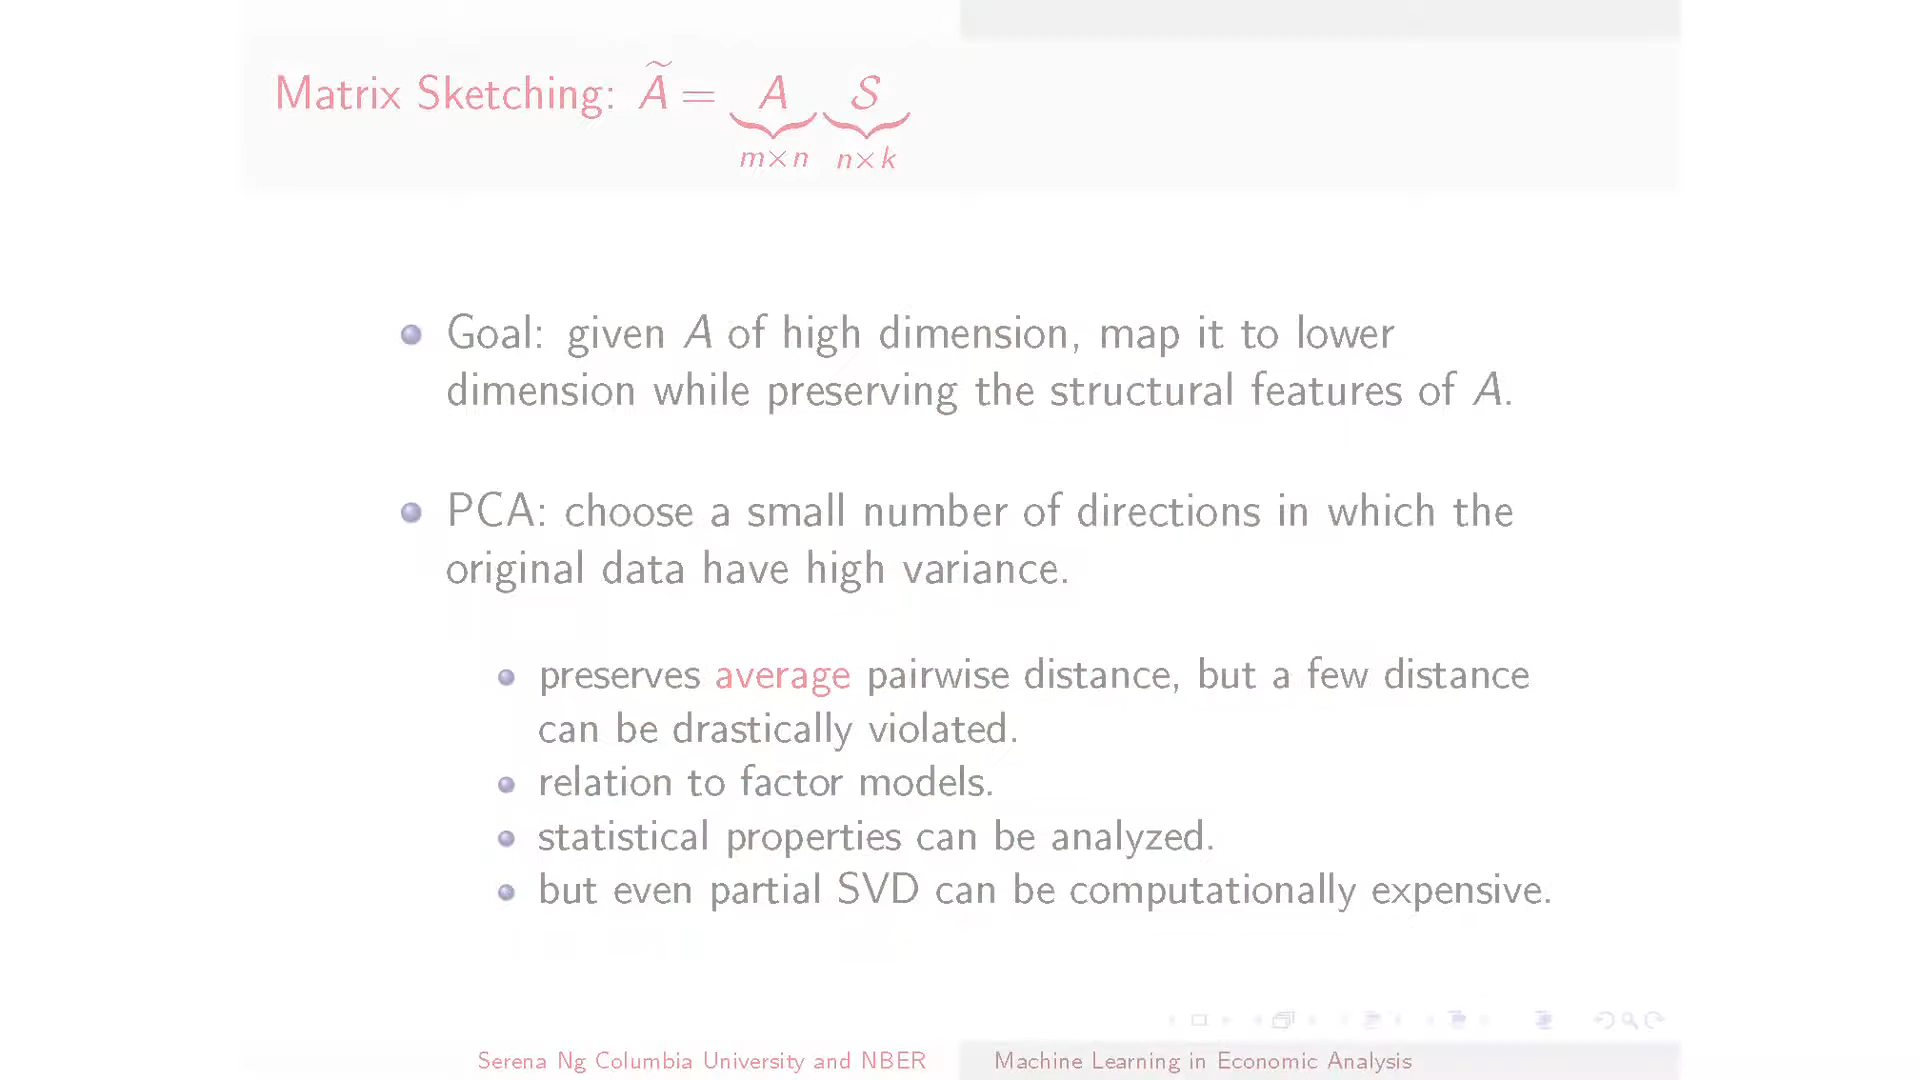 Matrix Sketching: Ã = A S
m×n n×k
Goal: given A of high dimension, map it to lower
dimension while preserving the structural features of A.
PCA: choose a small number of directions in which the
original data have high variance.
preserves average pairwise distance, but a few distance
can be drastically violated.
relation to factor models.
statistical properties can be analyzed.
but even partial SVD can be computationally expensive.
Serena Ng Columbia University and NBER
Machine Learning in Economic Analysis